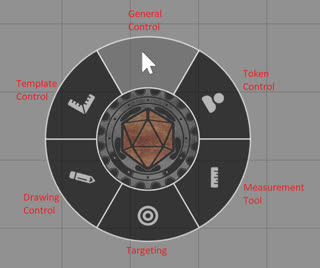 General
Control
Template
Control
Token
Control
Drawing
Control
Measurement
Tool
Targeting